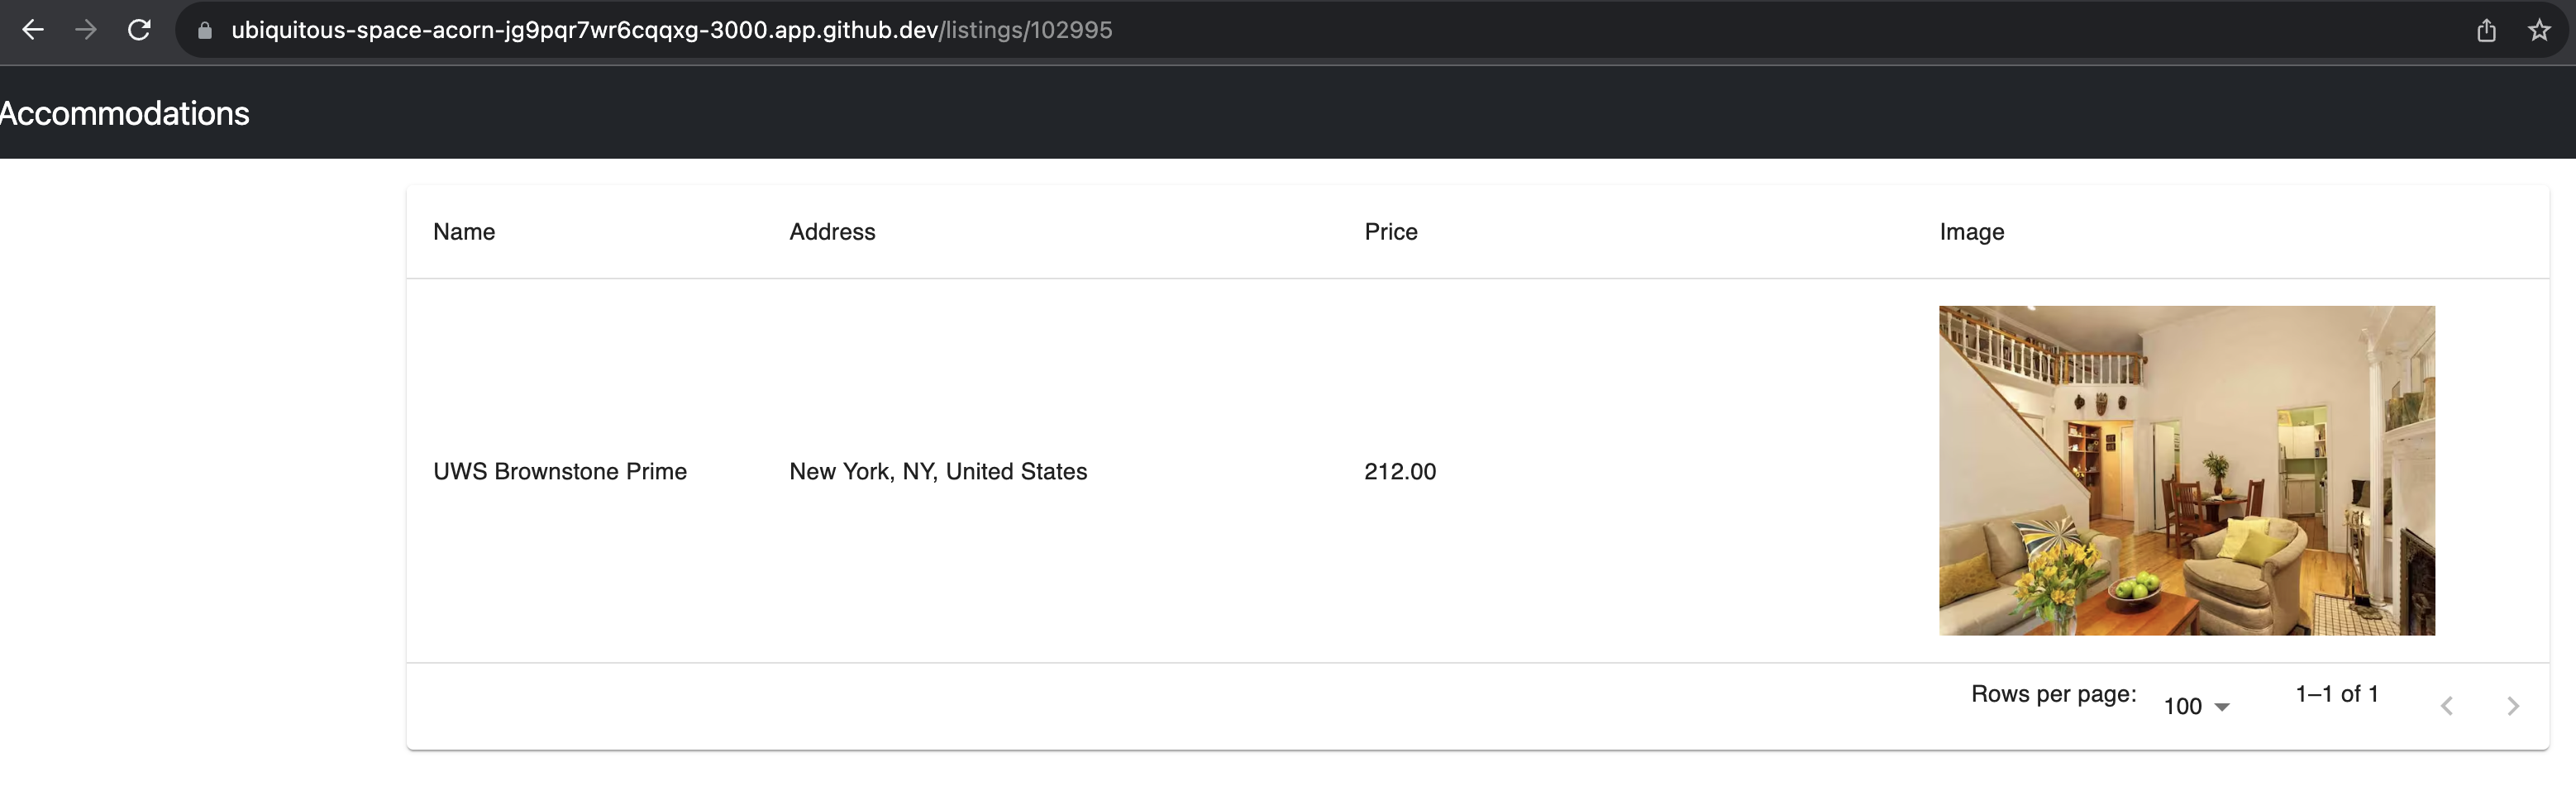 ubiquitous-space-acorn-jg9pqr7wr6cqqxg-3000.app.github.dev/listings/102995
Accommodations
Name Address Price Image
UWS Brownstone Prime New York, NY, United States 212.00
Rows per page: 100 1–1 of 1